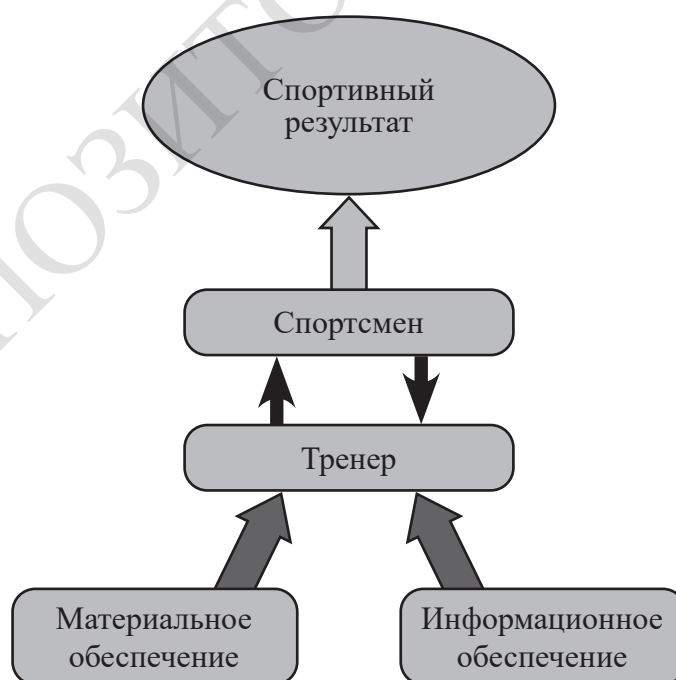 Спортивный
результат
Спортсмен
Тренер
Материальное
обеспечение
Информационное
обеспечение